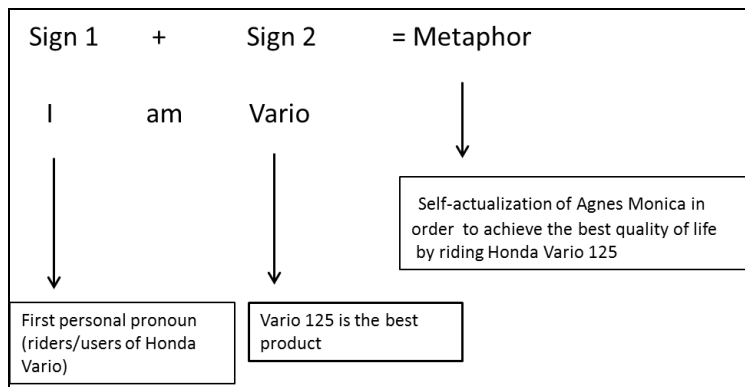 Sign 1 + Sign 2 = Metaphor
I am Vario
Self-actualization of Agnes Monica in
order to achieve the best quality of life
by riding Honda Vario 125
First personal pronoun
(riders/users of Honda
Vario)
Vario 125 is the best
product